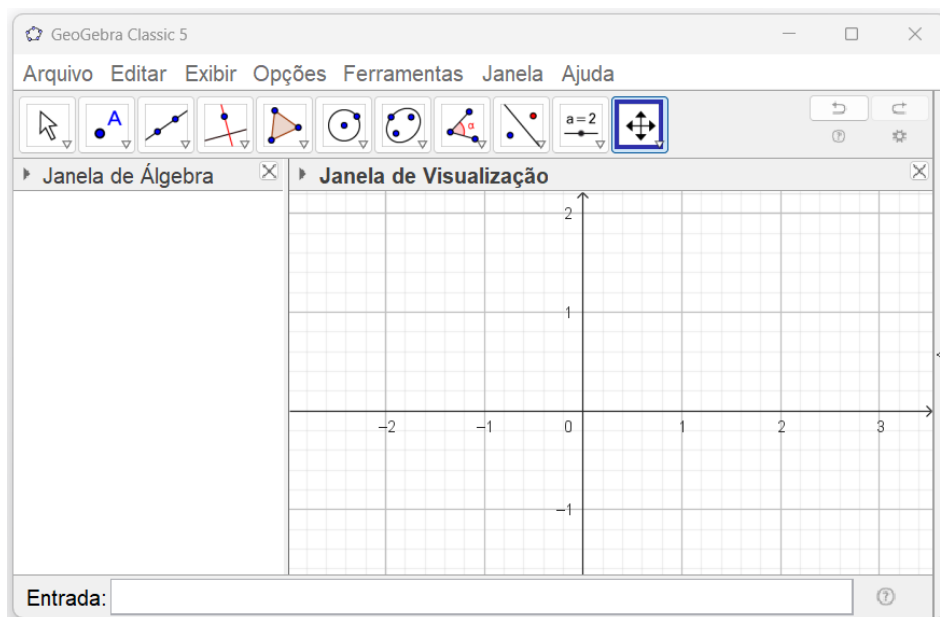 GeoGebra Classic 5
Arquivo Editar Exibir Opções Ferramentas Janela Ajuda
A α a = 2
Janela de Álgebra Janela de Visualização
2
1
−2 −1 0 1 2 3
−1
Entrada: